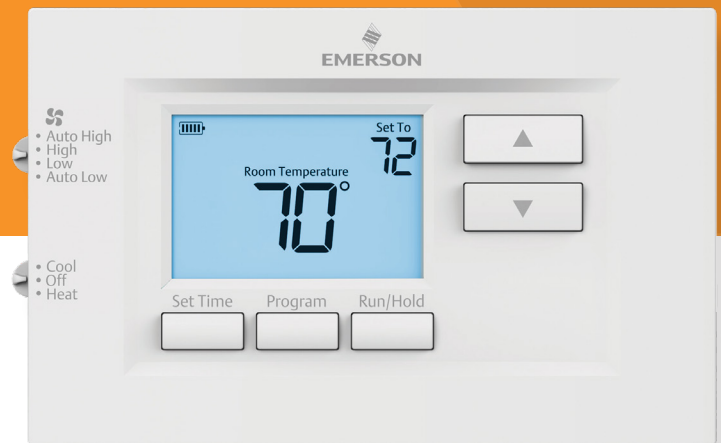 EMERSON
• Auto High
• High
• Low
• Auto Low
Set To
72
Room Temperature
70°
• Cool
• Off
• Heat
Set Time
Program
Run/Hold